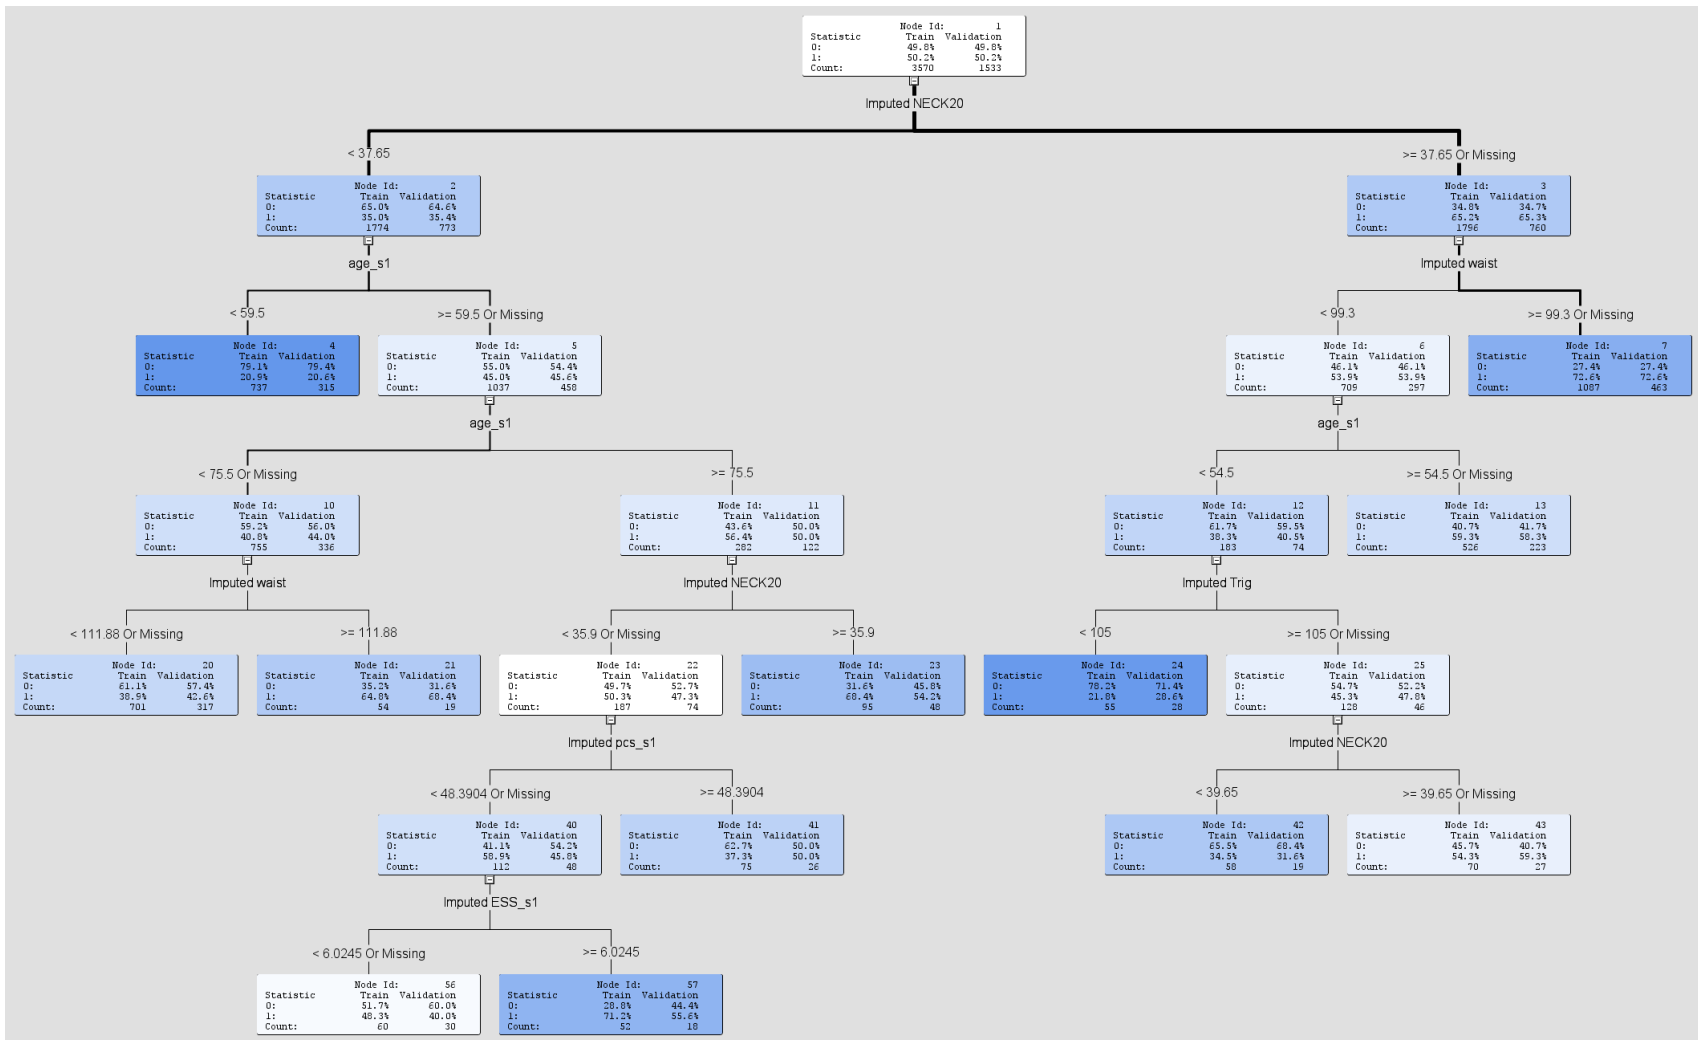 Node Id: 1
Statistic Train Validation
0: 49.8% 49.8%
1: 50.2% 50.2%
Count: 3570 1533
Imputed NECK20
< 37.65
>= 37.65 Or Missing
Node Id: 2
Statistic Train Validation
0: 65.0% 64.6%
1: 35.0% 35.4%
Count: 1774 773
Node Id: 3
Statistic Train Validation
0: 34.8% 34.7%
1: 65.2% 65.3%
Count: 1796 760
age_s1
Imputed waist
< 59.5
>= 59.5 Or Missing
< 99.3
>= 99.3 Or Missing
Node Id: 4
Statistic Train Validation
0: 79.1% 79.4%
1: 20.9% 20.6%
Count: 737 315
Node Id: 5
Statistic Train Validation
0: 55.0% 54.4%
1: 45.0% 45.6%
Count: 1037 458
Node Id: 6
Statistic Train Validation
0: 46.1% 46.1%
1: 53.9% 53.9%
Count: 709 297
Node Id: 7
Statistic Train Validation
0: 27.4% 27.4%
1: 72.6% 72.6%
Count: 1087 463
age_s1
age_s1
< 75.5 Or Missing
>= 75.5
< 54.5
>= 54.5 Or Missing
Node Id: 10
Statistic Train Validation
0: 59.2% 56.0%
1: 40.8% 44.0%
Count: 755 336
Node Id: 11
Statistic Train Validation
0: 43.6% 50.0%
1: 56.4% 50.0%
Count: 282 122
Node Id: 12
Statistic Train Validation
0: 61.7% 59.5%
1: 38.3% 40.5%
Count: 183 74
Node Id: 13
Statistic Train Validation
0: 40.7% 41.7%
1: 59.3% 58.3%
Count: 526 223
Imputed waist
Imputed NECK20
Imputed Trig
< 111.88 Or Missing
>= 111.88
< 35.9 Or Missing
>= 35.9
< 105
>= 105 Or Missing
Node Id: 20
Statistic Train Validation
0: 61.1% 57.4%
1: 38.9% 42.6%
Count: 701 317
Node Id: 21
Statistic Train Validation
0: 35.2% 31.6%
1: 64.8% 68.4%
Count: 54 19
Node Id: 22
Statistic Train Validation
0: 49.7% 52.7%
1: 50.3% 47.3%
Count: 187 74
Node Id: 23
Statistic Train Validation
0: 31.6% 45.8%
1: 68.4% 54.2%
Count: 95 48
Node Id: 24
Statistic Train Validation
0: 78.2% 71.4%
1: 21.8% 28.6%
Count: 55 28
Node Id: 25
Statistic Train Validation
0: 54.7% 52.2%
1: 45.3% 47.8%
Count: 128 46
Imputed pcs_s1
Imputed NECK20
< 48.3904 Or Missing
>= 48.3904
< 39.65
>= 39.65 Or Missing
Node Id: 40
Statistic Train Validation
0: 41.1% 54.2%
1: 58.9% 45.8%
Count: 112 48
Node Id: 41
Statistic Train Validation
0: 62.7% 50.0%
1: 37.3% 50.0%
Count: 75 26
Node Id: 42
Statistic Train Validation
0: 65.5% 68.4%
1: 34.5% 31.6%
Count: 58 19
Node Id: 43
Statistic Train Validation
0: 45.7% 40.7%
1: 54.3% 59.3%
Count: 70 27
Imputed ESS_s1
< 6.0245 Or Missing
>= 6.0245
Node Id: 56
Statistic Train Validation
0: 51.7% 60.0%
1: 48.3% 40.0%
Count: 60 30
Node Id: 57
Statistic Train Validation
0: 28.8% 44.4%
1: 71.2% 55.6%
Count: 52 18